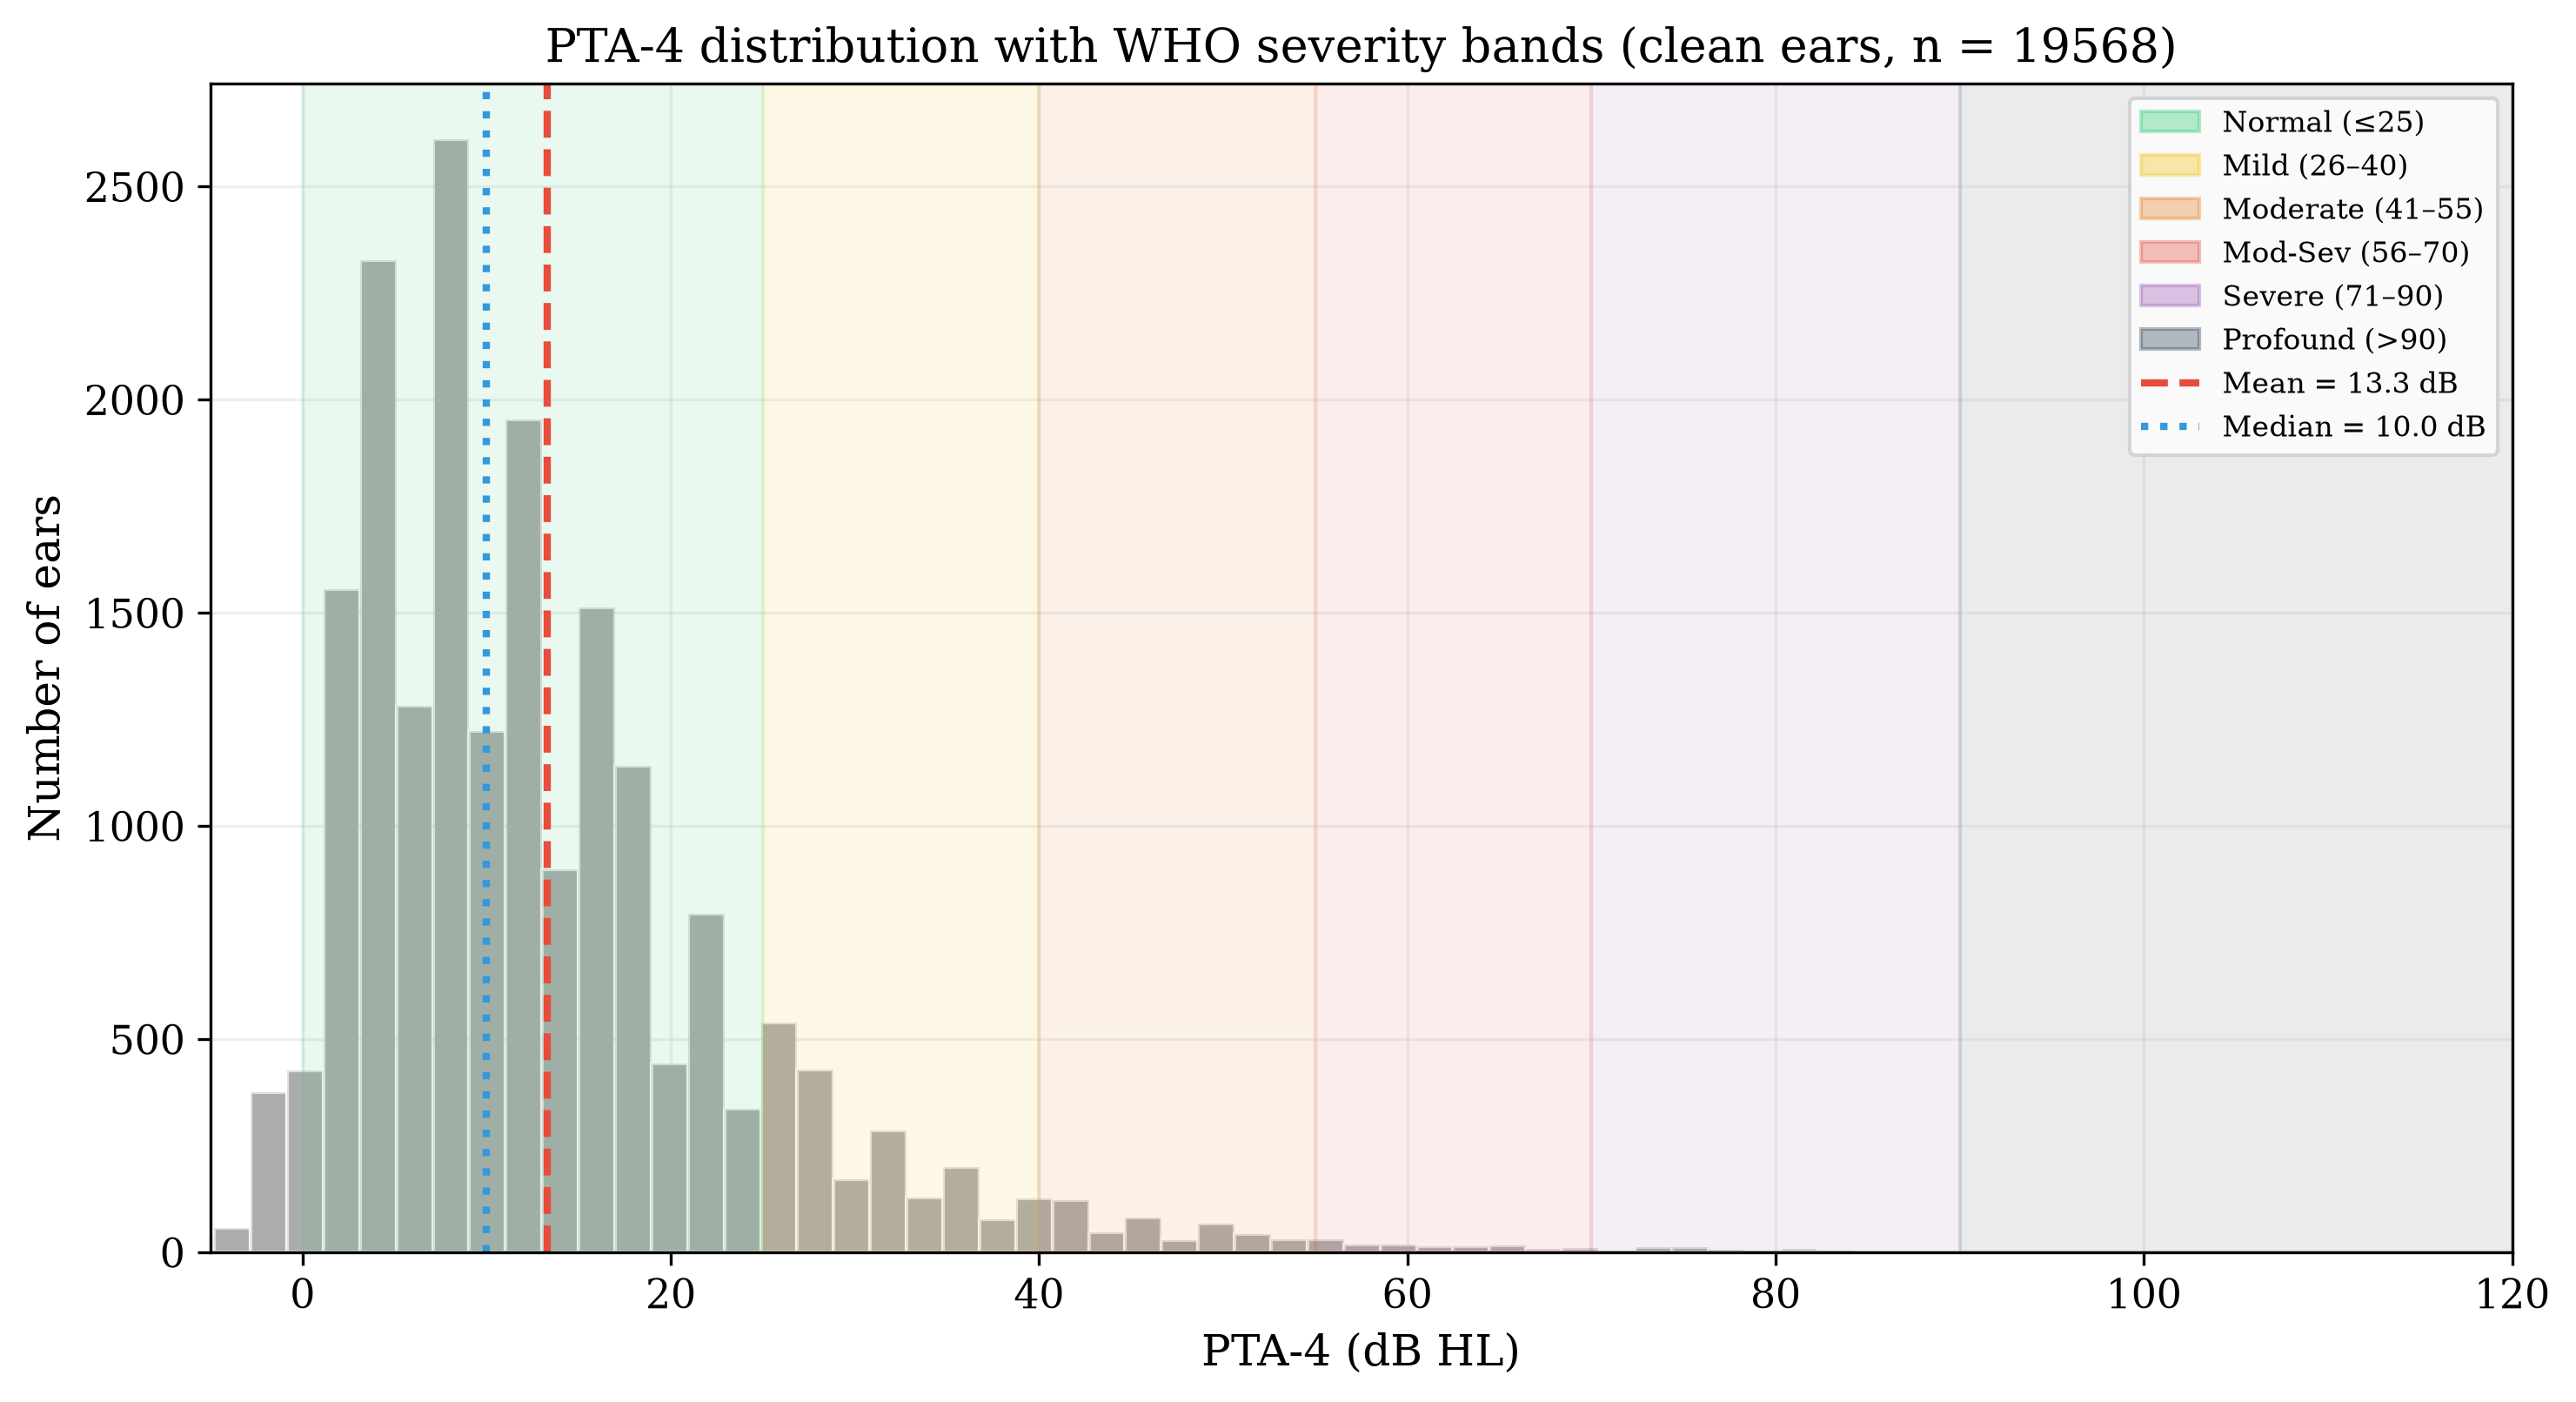 PTA-4 distribution with WHO severity bands (clean ears, n = 19568)
Number of ears
2500
2000
1500
1000
500
0
Normal (≤25)
Mild (26–40)
Moderate (41–55)
Mod-Sev (56–70)
Severe (71–90)
Profound (>90)
Mean = 13.3 dB
Median = 10.0 dB
0 20 40 60 80 100 120
PTA-4 (dB HL)